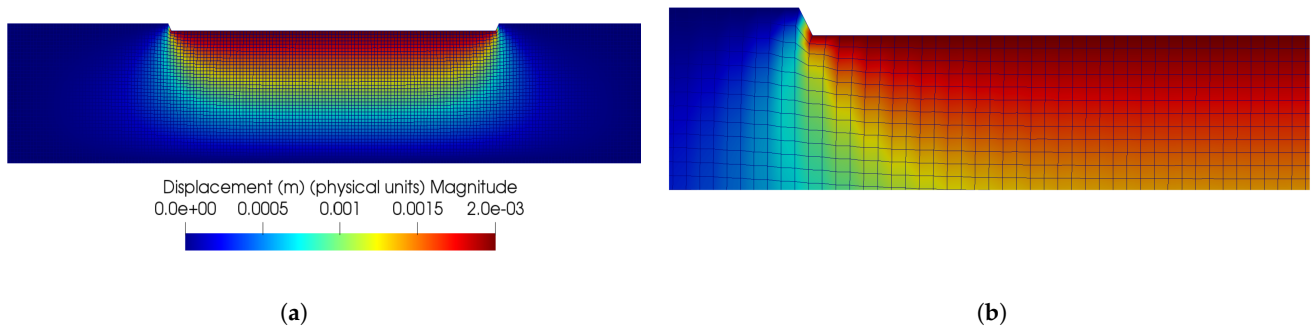 Displacement (m) (physical units) Magnitude
0.0e+00 0.0005 0.001 0.0015 2.0e-03
(a) (b)